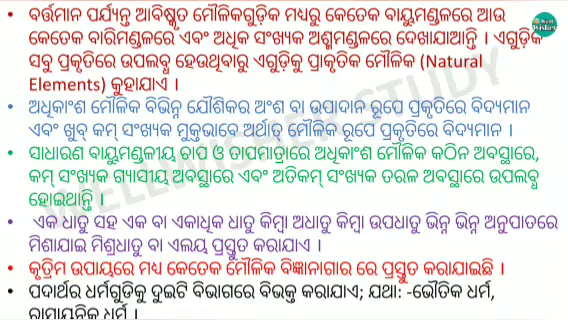 • ବର୍ତ୍ତମାନ ପର୍ଯ୍ୟନ୍ତ ଆବିଷ୍କୃତ ମୌଳିକଗୁଡ଼ିକ ମଧ୍ୟରୁ କେତେକ ବାୟୁମଣ୍ଡଳରେ ଆଉ
କେତେକ ବାରିମଣ୍ଡଳରେ ଏବଂ ଅଧିକ ସଂଖ୍ୟକ ଅଶ୍ମମଣ୍ଡଳରେ ଦେଖାଯାଆନ୍ତି । ଏଗୁଡ଼ିକ
ସବୁ ପ୍ରକୃତିରେ ଉପଲବ୍ଧ ହେଉଥିବାରୁ ଏଗୁଡ଼ିକୁ ପ୍ରାକୃତିକ ମୌଳିକ (Natural
Elements) କୁହାଯାଏ ।
• ଅଧିକାଂଶ ମୌଳିକ ବିଭିନ୍ନ ଯୌଗିକର ଅଂଶ ବା ଉପାଦାନ ରୂପେ ପ୍ରକୃତିରେ ବିଦ୍ୟମାନ
ଏବଂ ଖୁବ୍ କମ୍ ସଂଖ୍ୟକ ମୁକ୍ତଭାବେ ଅର୍ଥାତ୍ ମୌଳିକ ରୂପେ ପ୍ରକୃତିରେ ବିଦ୍ୟମାନ ।
• ସାଧାରଣ ବାୟୁମଣ୍ଡଳୀୟ ଚାପ ଓ ତାପମାତ୍ରାରେ ଅଧିକାଂଶ ମୌଳିକ କଠିନ ଅବସ୍ଥାରେ,
କମ୍ ସଂଖ୍ୟକ ଗ୍ୟାସୀୟ ଅବସ୍ଥାରେ ଏବଂ ଅତିକମ୍ ସଂଖ୍ୟକ ତରଳ ଅବସ୍ଥାରେ ଉପଲବ୍ଧ
ହୋଇଥାନ୍ତି ।
• ଏକ ଧାତୁ ସହ ଏକ ବା ଏକାଧିକ ଧାତୁ କିମ୍ବା ଅଧାତୁ କିମ୍ବା ଉପଧାତୁ ଭିନ୍ନ ଭିନ୍ନ ଅନୁପାତରେ
ମିଶାଯାଇ ମିଶ୍ରଧାତୁ ବା ଏଲୟ ପ୍ରସ୍ତୁତ କରାଯାଏ ।
• କୃତ୍ରିମ ଉପାୟରେ ମଧ୍ୟ କେତେକ ମୌଳିକ ବିଜ୍ଞାନାଗାର ରେ ପ୍ରସ୍ତୁତ କରାଯାଇଛି ।
• ପଦାର୍ଥର ଧର୍ମଗୁଡିକୁ ଦୁଇଟି ବିଭାଗରେ ବିଭକ୍ତ କରାଯାଏ; ଯଥା: -ଭୌତିକ ଧର୍ମ,
ରାସାୟନିକ ଧର୍ମ ।
WELLWISHER STUDY